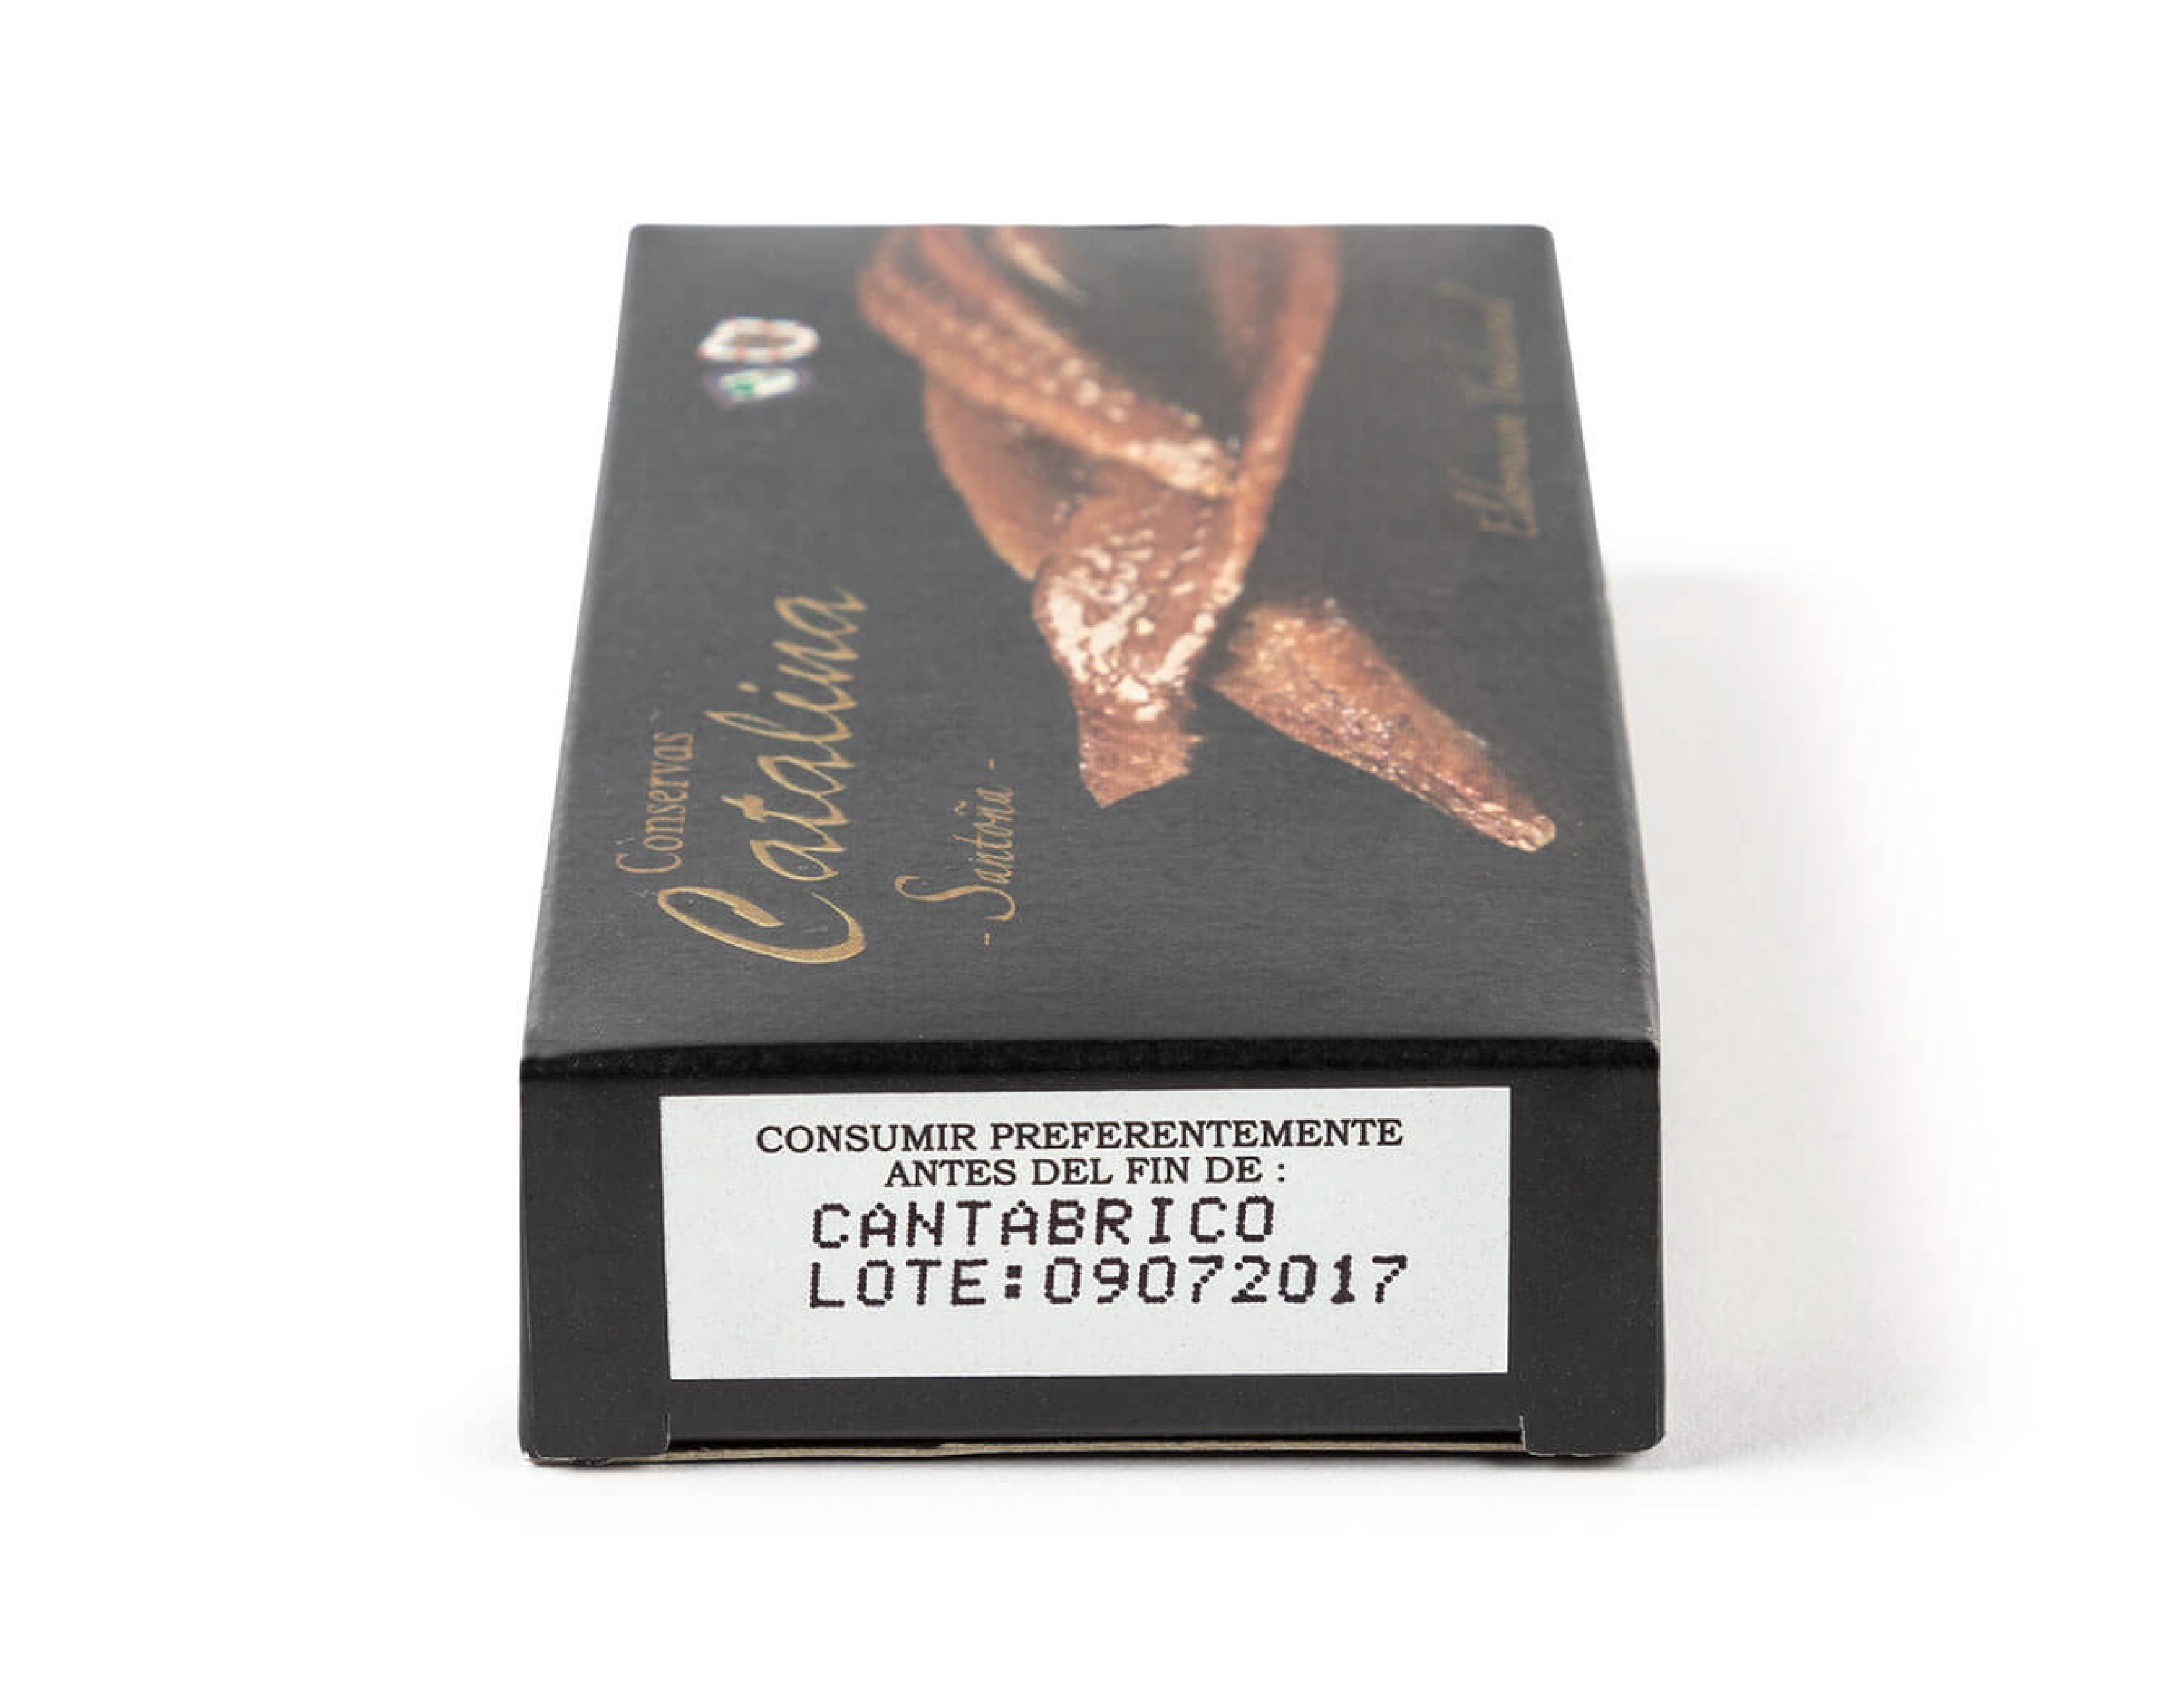 Conservas
Catalina
- Santoña -
CONSUMIR PREFERENTEMENTE
ANTES DEL FIN DE :
CANTABRICO
LOTE:09072017